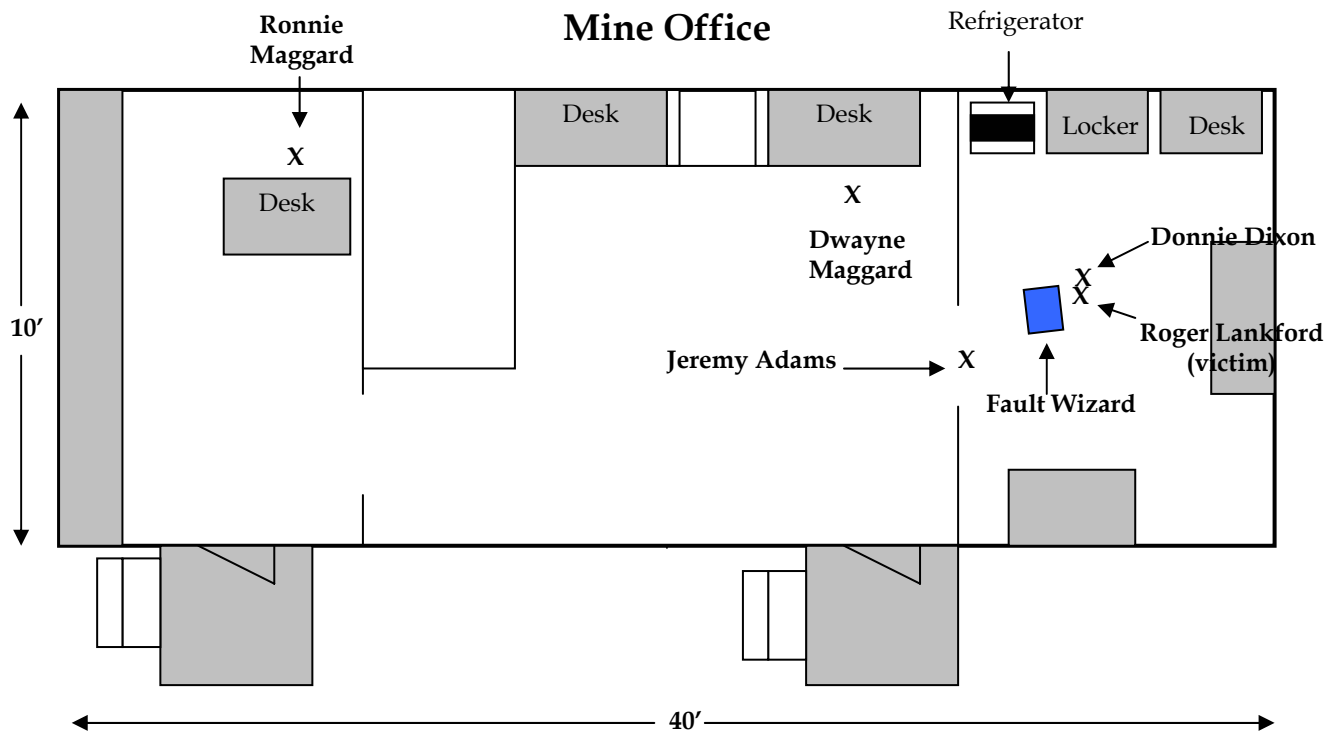 Mine Office
Ronnie
Maggard
Refrigerator
X
Desk
Desk
Desk
Locker
Desk
X
Dwayne
Maggard
Donnie Dixon
X
X
10’
Roger Lankford
(victim)
Jeremy Adams
X
Fault Wizard
40’